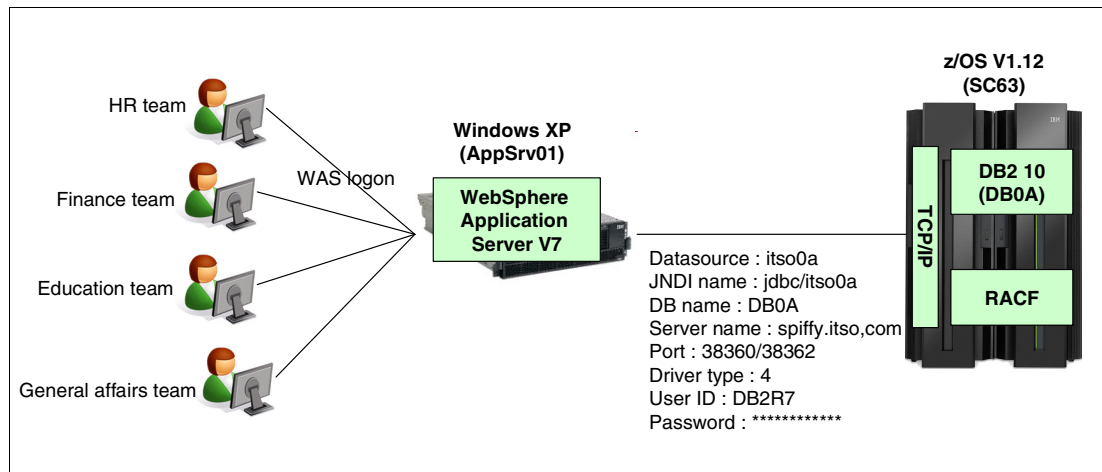 HR team
Finance team
Education team
General affairs team
WAS logon
Windows XP
(AppSrv01)
WebSphere
Application
Server V7
Datasource : itso0a
JNDI name : jdbc/itso0a
DB name : DB0A
Server name : spiffy.itso,com
Port : 38360/38362
Driver type : 4
User ID : DB2R7
Password : ************
z/OS V1.12
(SC63)
TCP/IP
DB2 10
(DB0A)
RACF
IBM